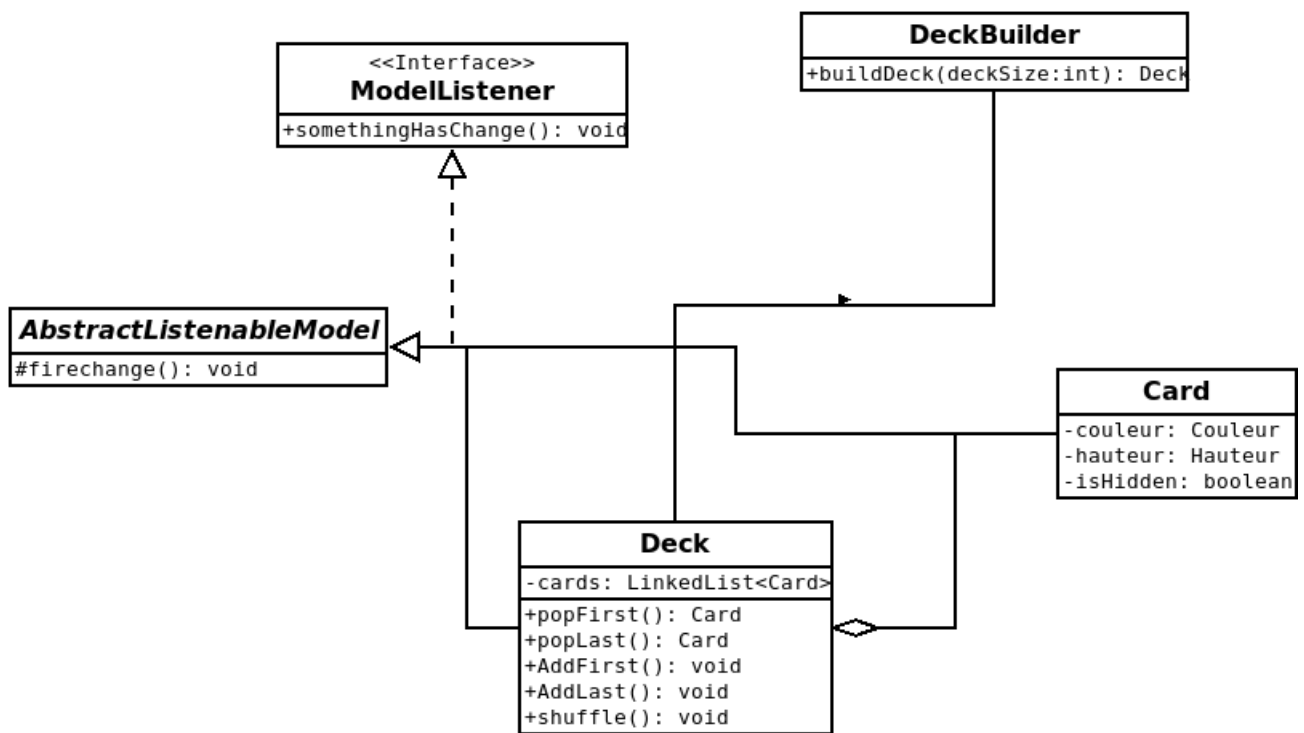 DeckBuilder
+buildDeck(deckSize:int): Deck
<<Interface>>
ModelListener
+somethingHasChange(): void
AbstractListenableModel
#firechange(): void
Card
-couleur: Couleur
-hauteur: Hauteur
-isHidden: boolean
Deck
-cards: LinkedList<Card>
+popFirst(): Card
+popLast(): Card
+AddFirst(): void
+AddLast(): void
+shuffle(): void